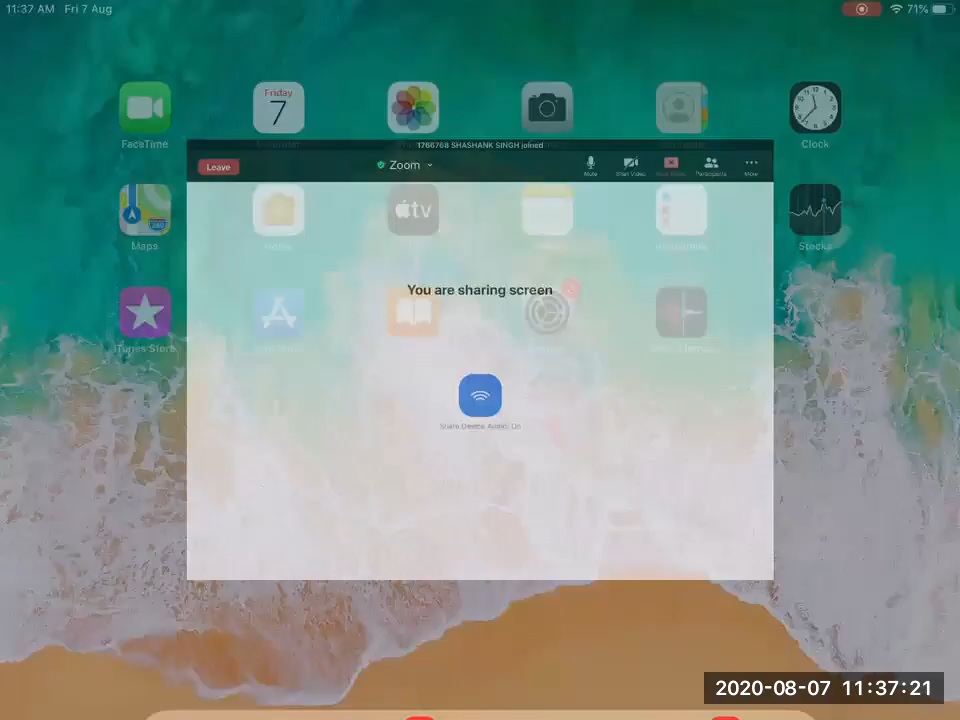 11:37 AM Fri 7 Aug
71%
Friday
7
FaceTime
Clock
1766768 SHASHANK SINGH joined
Leave
Zoom
Mute
Start Video
Participants
More
tv
Maps
280
Stocks
You are sharing screen
iTunes Store
Share Device Audio: On
2020-08-07 11:37:21